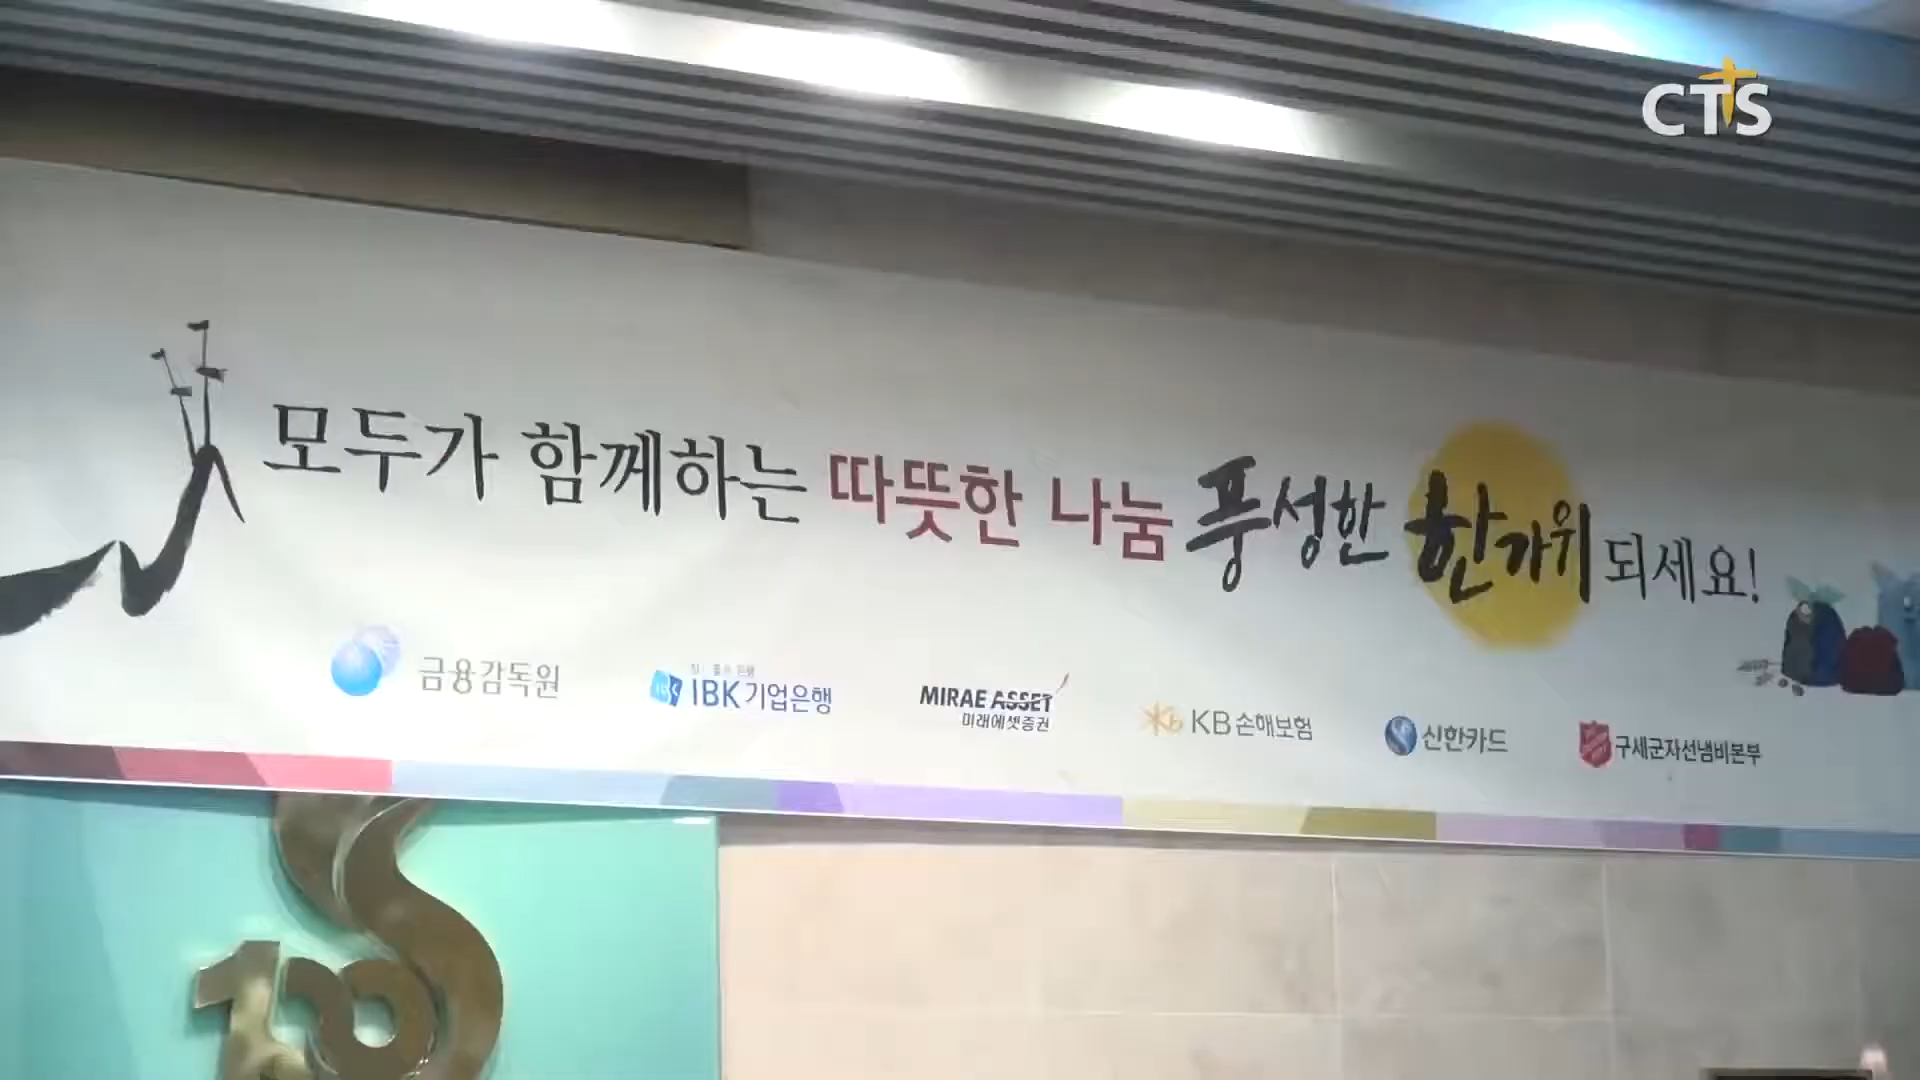 CTS
모두가 함께하는 따뜻한 나눔 풍성한 한가위 되세요!
금융감독원
IBK기업은행
MIRAE ASSET
미래에셋증권
KB손해보험
신한카드
구세군자선냄비본부
100